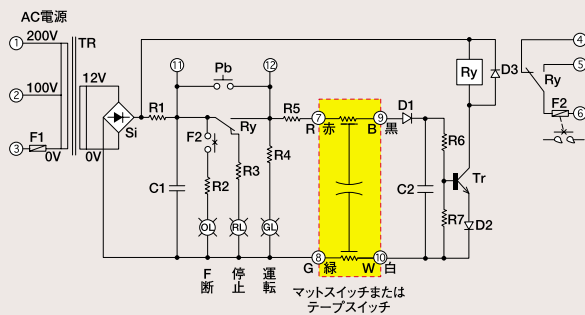 AC電源
① 200V
TR
② 100V
③ F1
0V
12V
0V
Si
R1
⑪
⑫
Pb
Ry
F2
R2
R3
R4
R5
C1
OL
RL
GL
F断
停止
運転
⑦
R 赤
⑨
B 黒
⑧
G 緑
⑩
W 白
マットスイッチまたは
テープスイッチ
D1
C2
R6
R7
Tr
D2
Ry
D3
Ry
④
⑤
⑥
F2